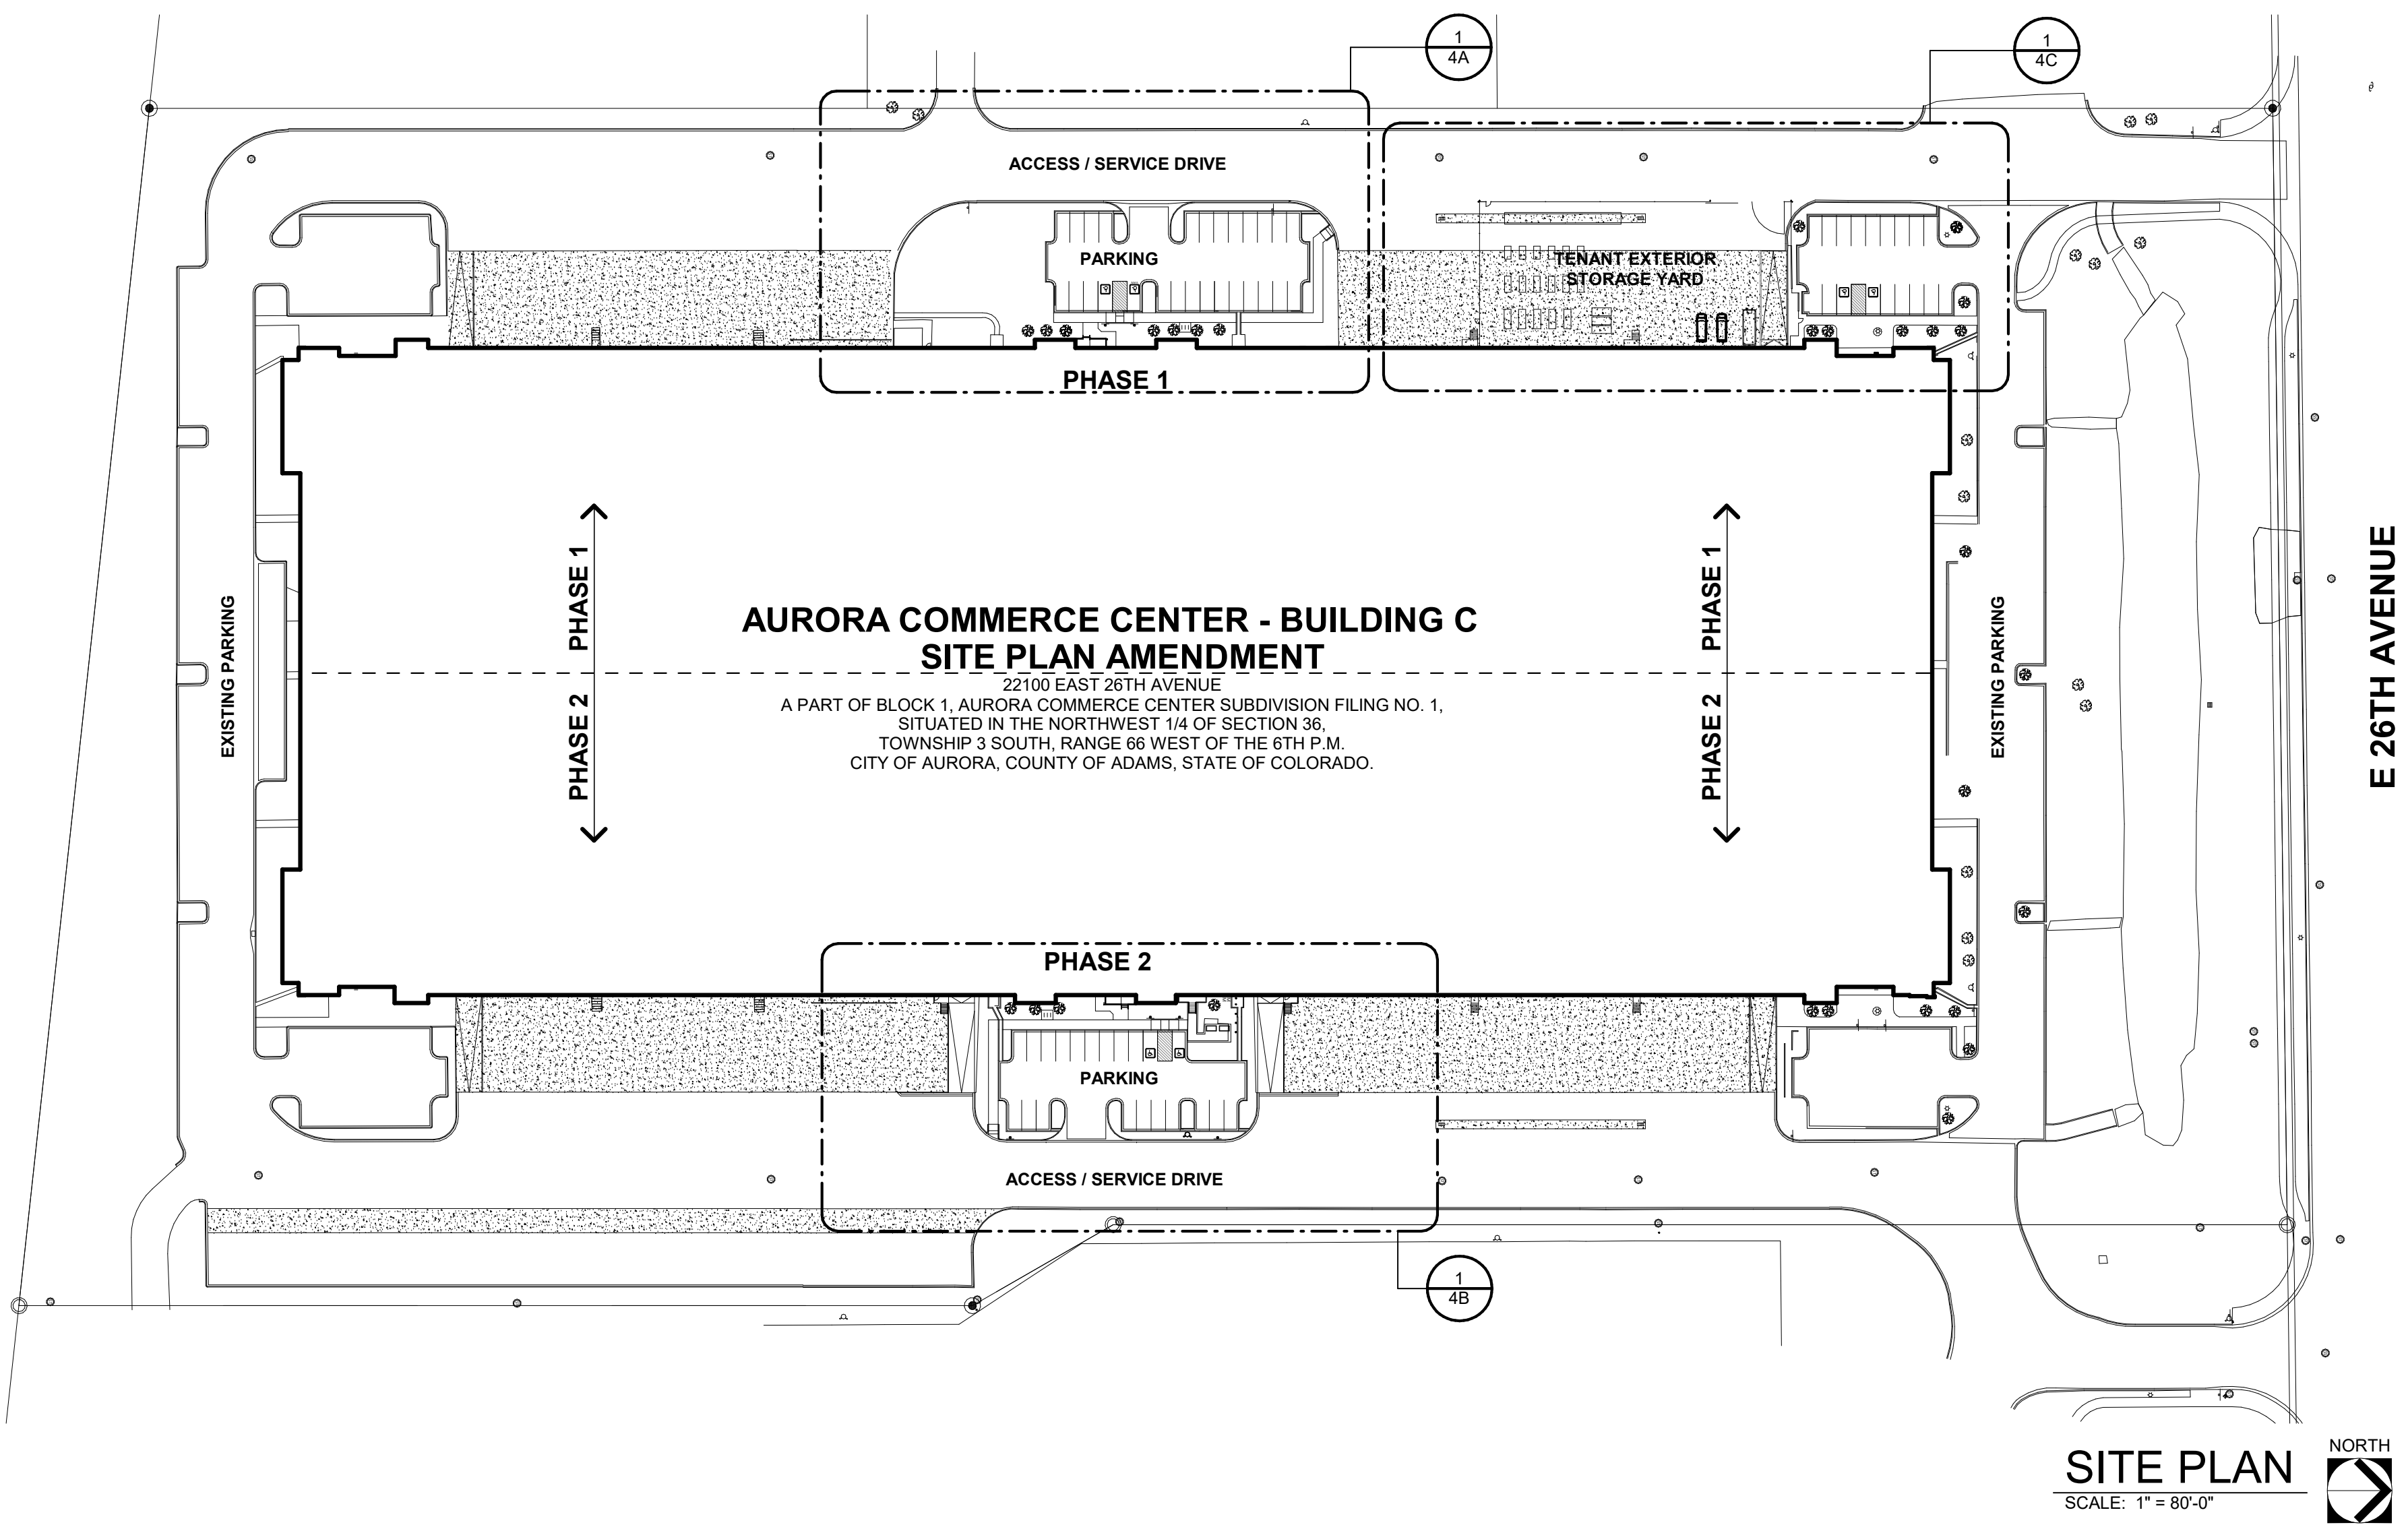 1
4A
1
4C
ACCESS / SERVICE DRIVE
PARKING
TENANT EXTERIOR
STORAGE YARD
PHASE 1
PHASE 1
PHASE 1
EXISTING PARKING
AURORA COMMERCE CENTER - BUILDING C
SITE PLAN AMENDMENT
22100 EAST 26TH AVENUE
A PART OF BLOCK 1, AURORA COMMERCE CENTER SUBDIVISION FILING NO. 1,
SITUATED IN THE NORTHWEST 1/4 OF SECTION 36,
TOWNSHIP 3 SOUTH, RANGE 66 WEST OF THE 6TH P.M.
CITY OF AURORA, COUNTY OF ADAMS, STATE OF COLORADO.
EXISTING PARKING
E 26TH AVENUE
PHASE 2
PHASE 2
PHASE 2
PARKING
ACCESS / SERVICE DRIVE
1
4B
SITE PLAN
SCALE: 1" = 80'-0"
NORTH